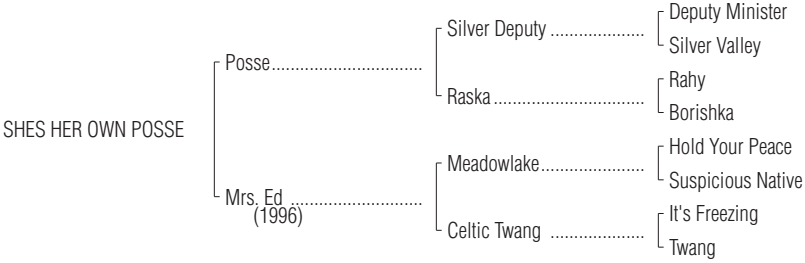 Deputy Minister
Silver Deputy ....................
Silver Valley
Posse................................
Rahy
Raska ................................
Borishka
SHES HER OWN POSSE
Hold Your Peace
Meadowlake......................
Suspicious Native
Mrs. Ed ............................
(1996)
It's Freezing
Celtic Twang ....................
Twang